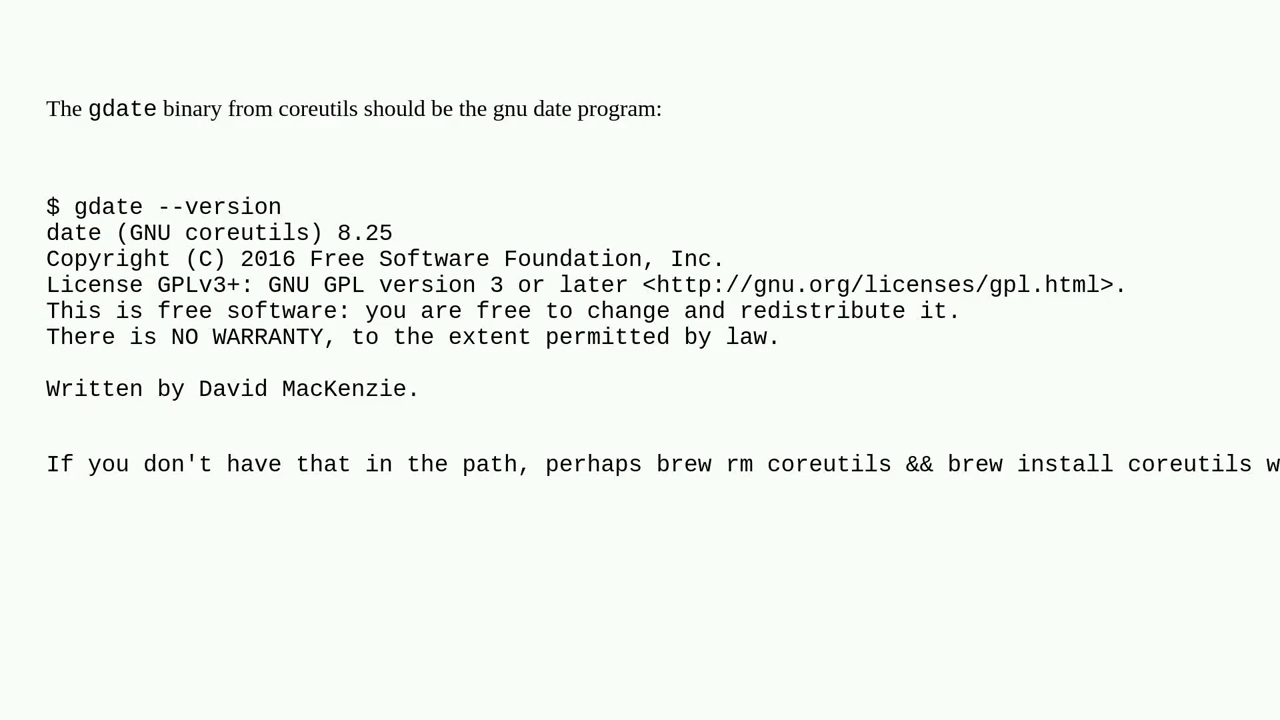 The gdate binary from coreutils should be the gnu date program:
$ gdate --version
date (GNU coreutils) 8.25
Copyright (C) 2016 Free Software Foundation, Inc.
License GPLv3+: GNU GPL version 3 or later <http://gnu.org/licenses/gpl.html>.
This is free software: you are free to change and redistribute it.
There is NO WARRANTY, to the extent permitted by law.
Written by David MacKenzie.
If you don't have that in the path, perhaps brew rm coreutils && brew install coreutils